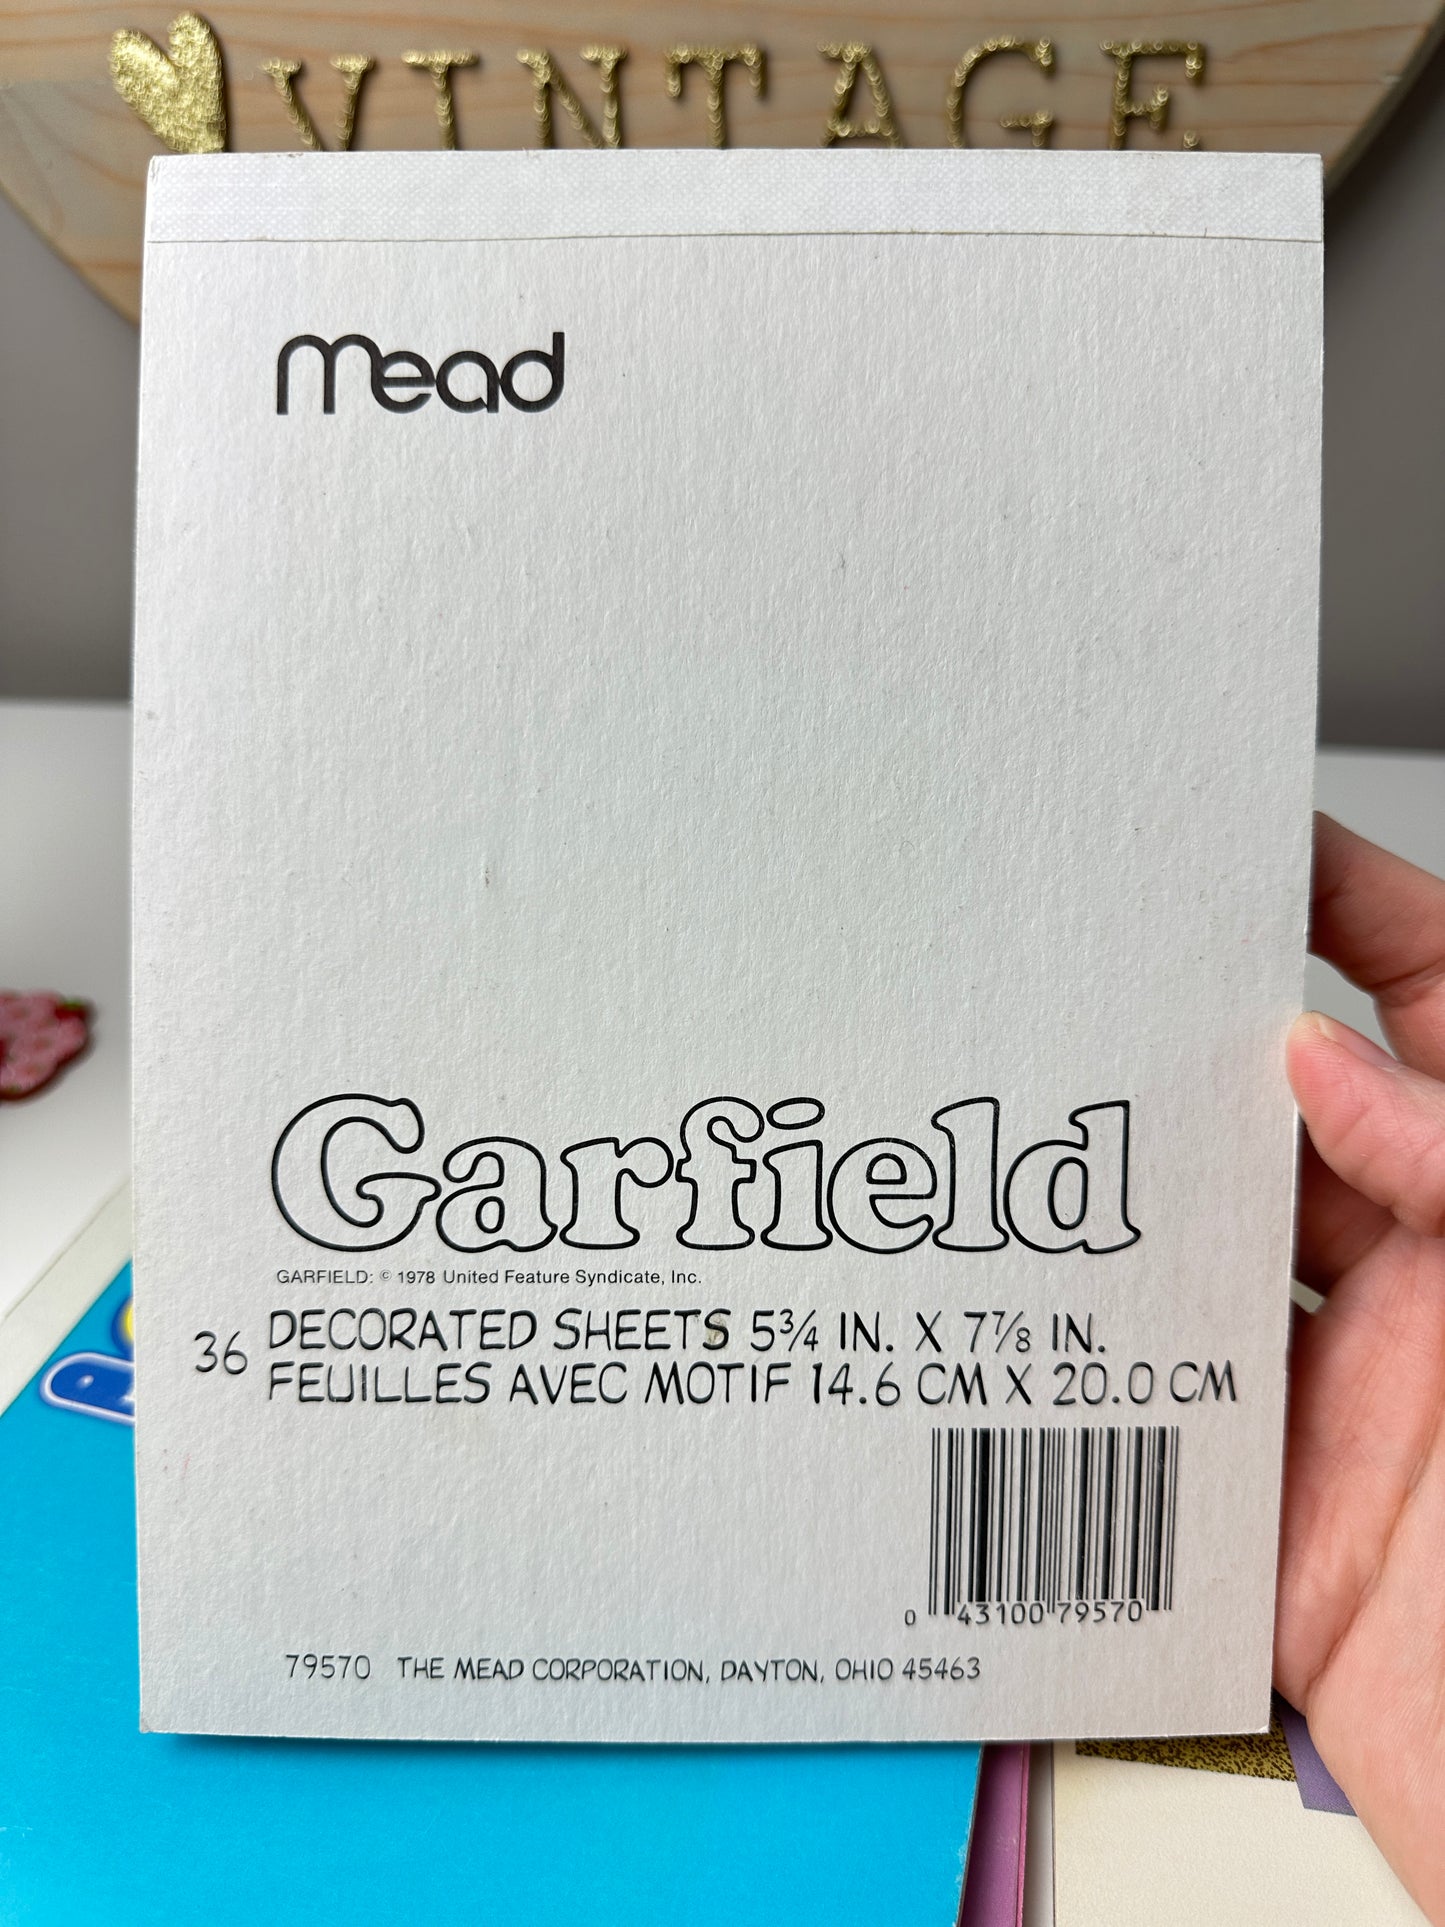 VINTAGE
mead
Garfield
GARFIELD: © 1978 United Feature Syndicate, Inc.
36 DECORATED SHEETS 5¾ IN. X 7⅞ IN.
FEUILLES AVEC MOTIF 14.6 CM X 20.0 CM
0 43100 79570
79570 THE MEAD CORPORATION, DAYTON, OHIO 45463